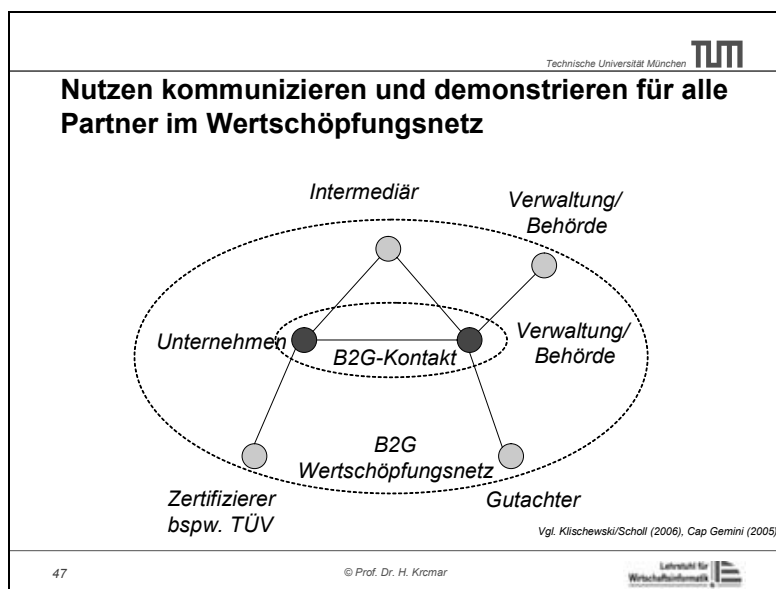 Technische Universität München TUM
Nutzen kommunizieren und demonstrieren für alle
Partner im Wertschöpfungsnetz
Intermediär
Verwaltung/
Behörde
Unternehmen
B2G-Kontakt
Verwaltung/
Behörde
B2G
Wertschöpfungsnetz
Zertifizierer
bspw. TÜV
Gutachter
Vgl. Klischewski/Scholl (2006), Cap Gemini (2005)
47
© Prof. Dr. H. Krcmar
Lehrstuhl für
Wirtschaftsinformatik